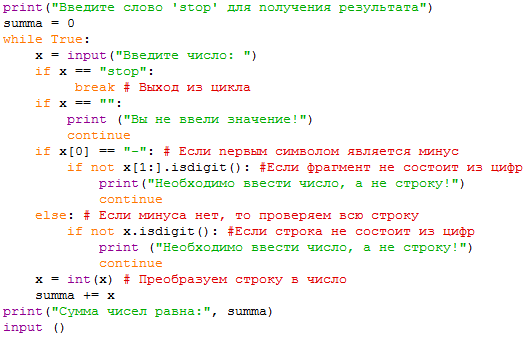 print("Введите слово 'stop' для получения результата")
summa = 0
while True:
    x = input("Введите число: ")
    if x == "stop":
         break # Выход из цикла
    if x == "":
        print ("Вы не ввели значение!")
        continue
    if x[0] == "-": # Если первым символом является минус
        if not x[1:].isdigit(): #Если фрагмент не состоит из цифр
            print("Необходимо ввести число, а не строку!")
            continue
    else: # Если минуса нет, то проверяем всю строку
        if not x.isdigit(): #Если строка не состоит из цифр
            print ("Необходимо ввести число, а не строку!")
            continue
    x = int(x) # Преобразуем строку в число
    summa += x
print("Сумма чисел равна:", summa)
input ()